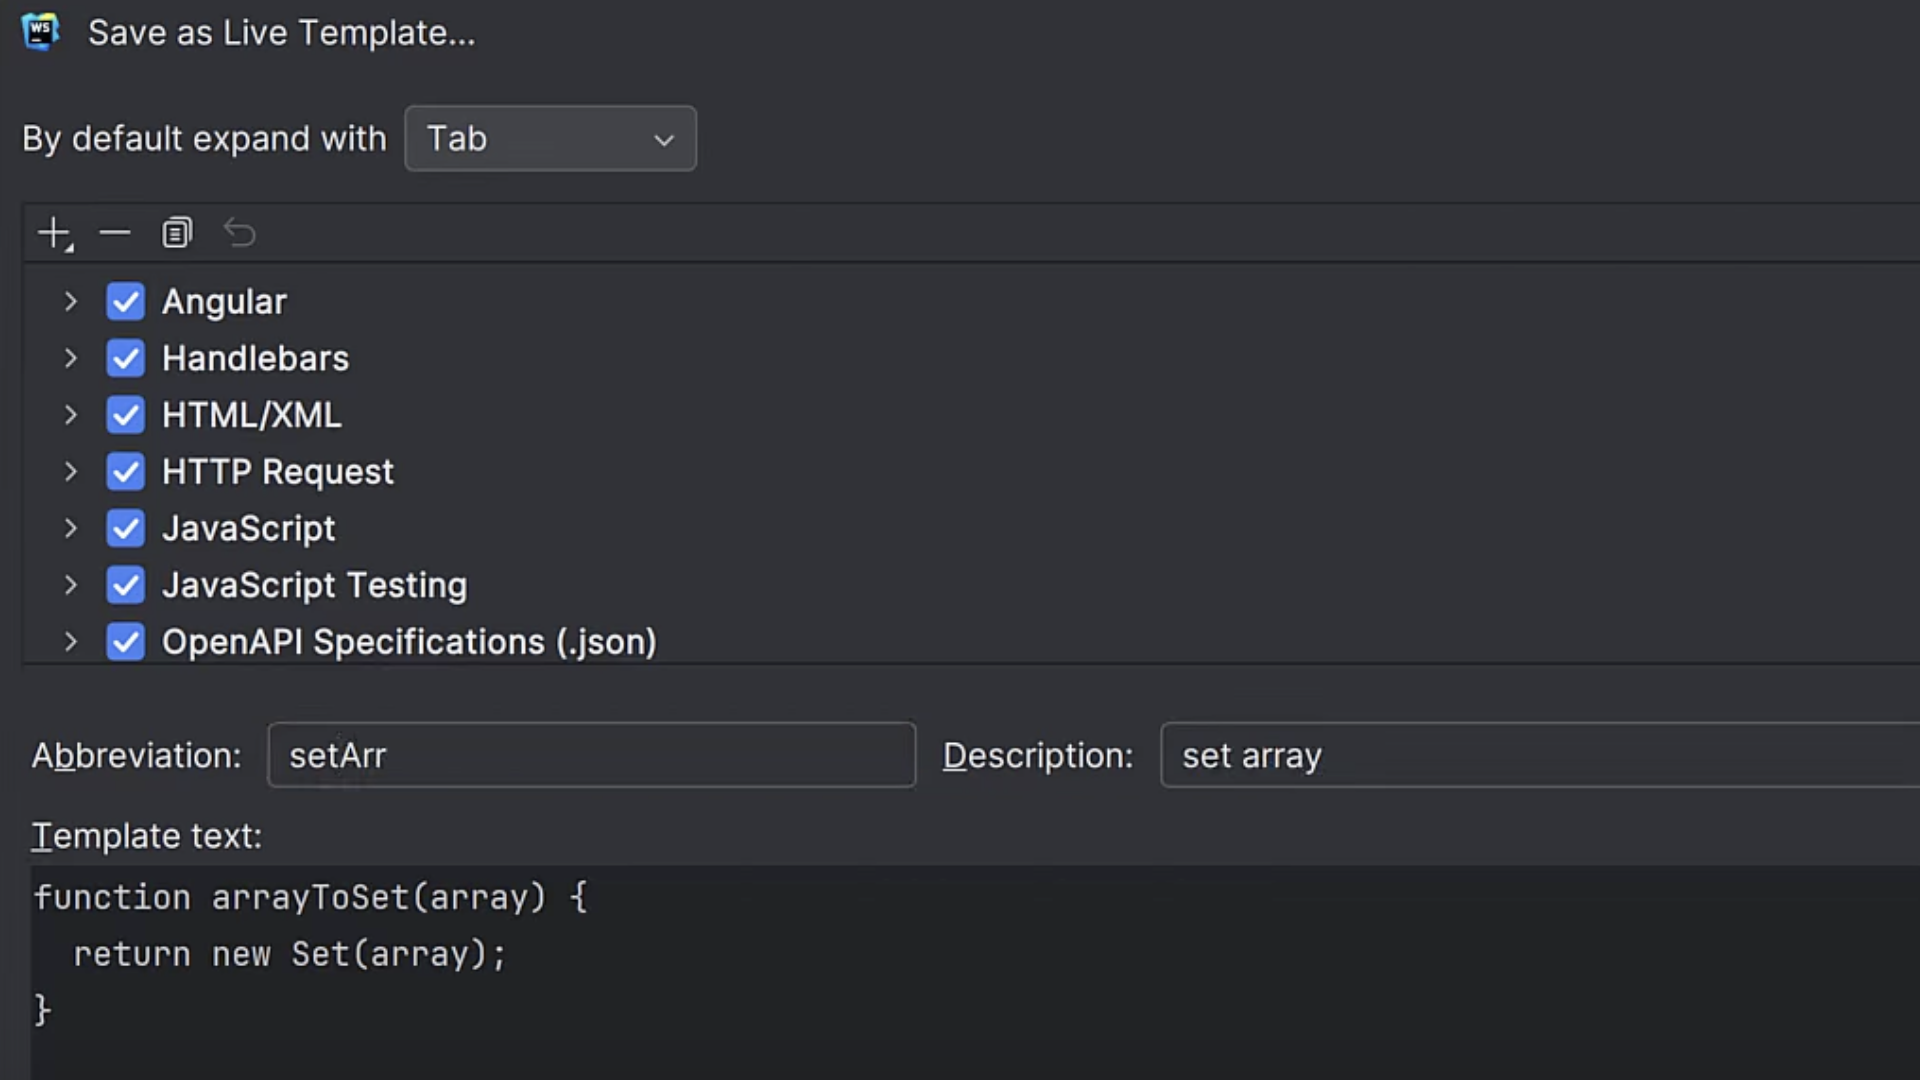 WS
Save as Live Template...
By default expand with Tab
Angular
Handlebars
HTML/XML
HTTP Request
JavaScript
JavaScript Testing
OpenAPI Specifications (.json)
Abbreviation: setArr Description: set array
Template text:
function arrayToSet(array) {
  return new Set(array);
}